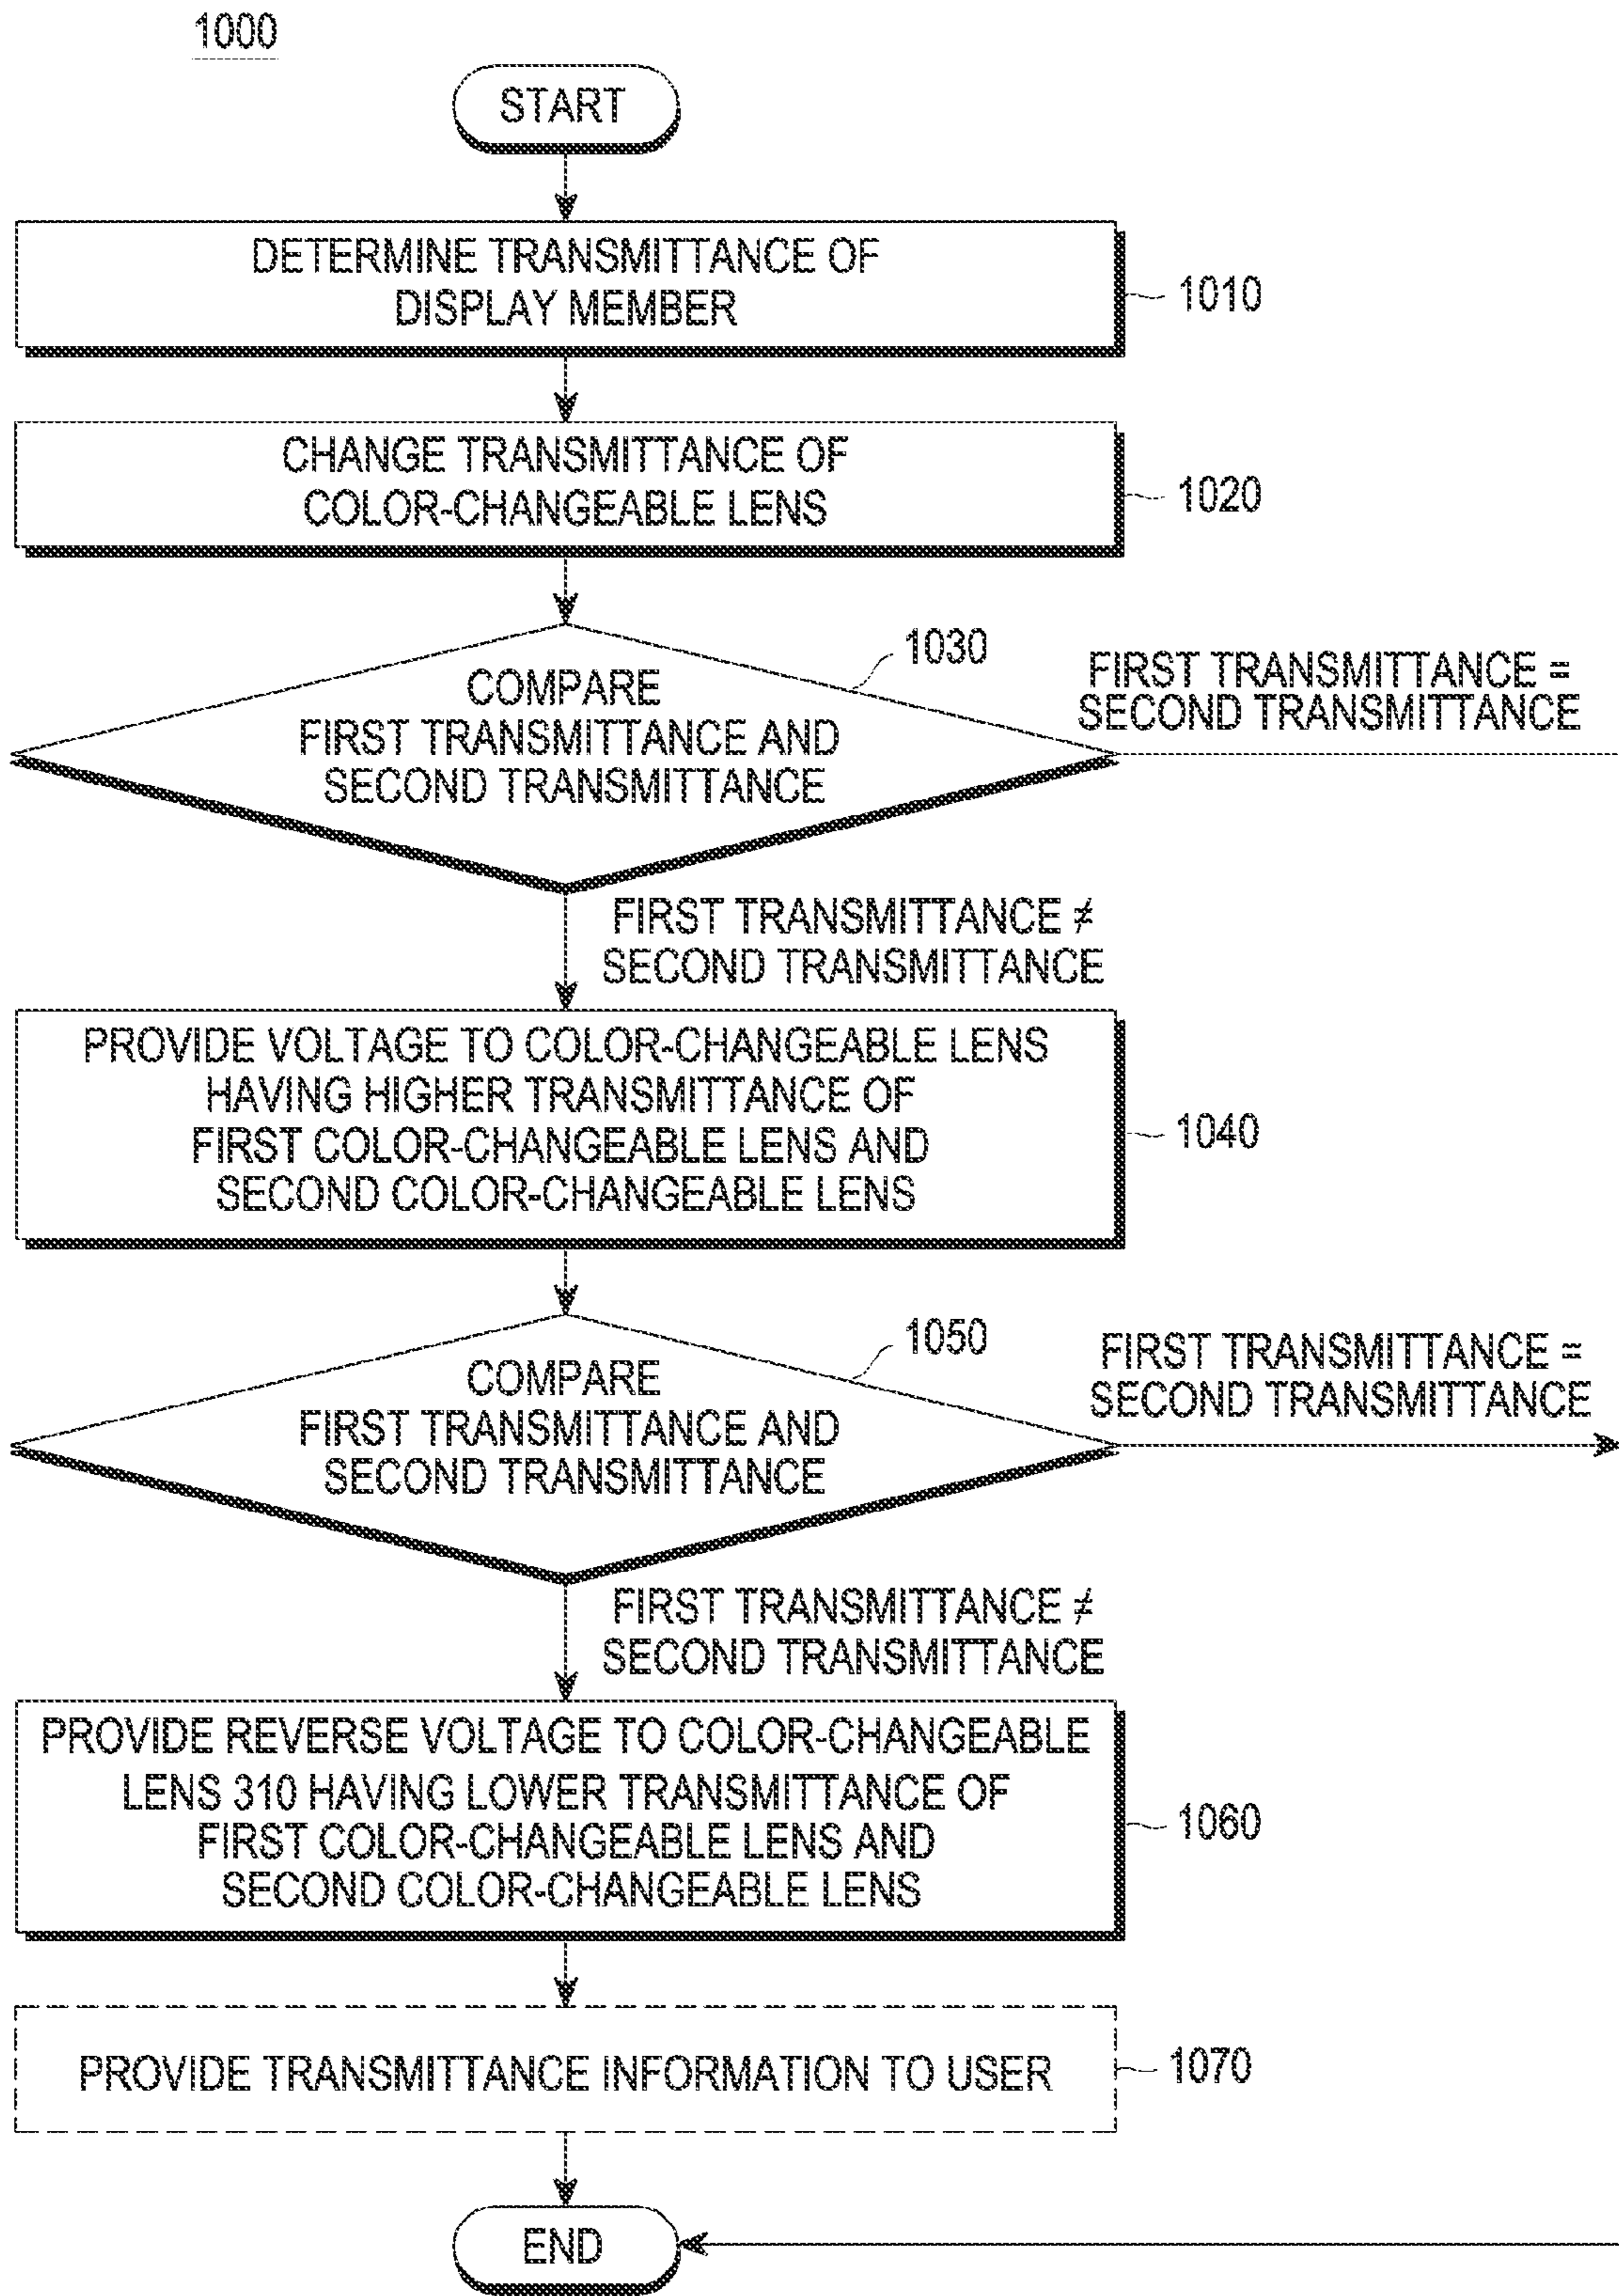 1000
START
DETERMINE TRANSMITTANCE OF
DISPLAY MEMBER
1010
CHANGE TRANSMITTANCE OF
COLOR-CHANGEABLE LENS
1020
COMPARE
FIRST TRANSMITTANCE AND
SECOND TRANSMITTANCE
1030
FIRST TRANSMITTANCE =
SECOND TRANSMITTANCE
FIRST TRANSMITTANCE ≠
SECOND TRANSMITTANCE
PROVIDE VOLTAGE TO COLOR-CHANGEABLE LENS
HAVING HIGHER TRANSMITTANCE OF
FIRST COLOR-CHANGEABLE LENS AND
SECOND COLOR-CHANGEABLE LENS
1040
COMPARE
FIRST TRANSMITTANCE AND
SECOND TRANSMITTANCE
1050
FIRST TRANSMITTANCE =
SECOND TRANSMITTANCE
FIRST TRANSMITTANCE ≠
SECOND TRANSMITTANCE
PROVIDE REVERSE VOLTAGE TO COLOR-CHANGEABLE
LENS 310 HAVING LOWER TRANSMITTANCE OF
FIRST COLOR-CHANGEABLE LENS AND
SECOND COLOR-CHANGEABLE LENS
1060
PROVIDE TRANSMITTANCE INFORMATION TO USER
1070
END